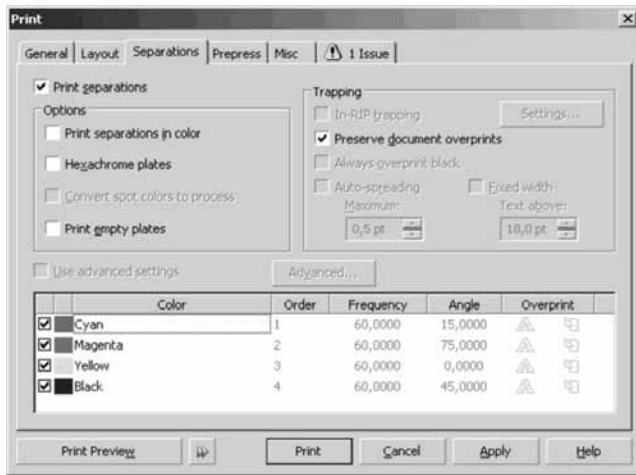 Print
General Layout Separations Prepress Misc 1 Issue
Print separations
Options
Print separations in color
Hexachrome plates
Convert spot colors to process
Print empty plates
Trapping
In-RIP trapping Settings...
Preserve document overprints
Always overprint black
Auto-spreading Fixed width
Maximum: Text above:
0,5 pt 18,0 pt
Use advanced settings Advanced...
Color Order Frequency Angle Overprint
Cyan 1 60,0000 15,0000
Magenta 2 60,0000 75,0000
Yellow 3 60,0000 0,0000
Black 4 60,0000 45,0000
Print Preview Print Cancel Apply Help